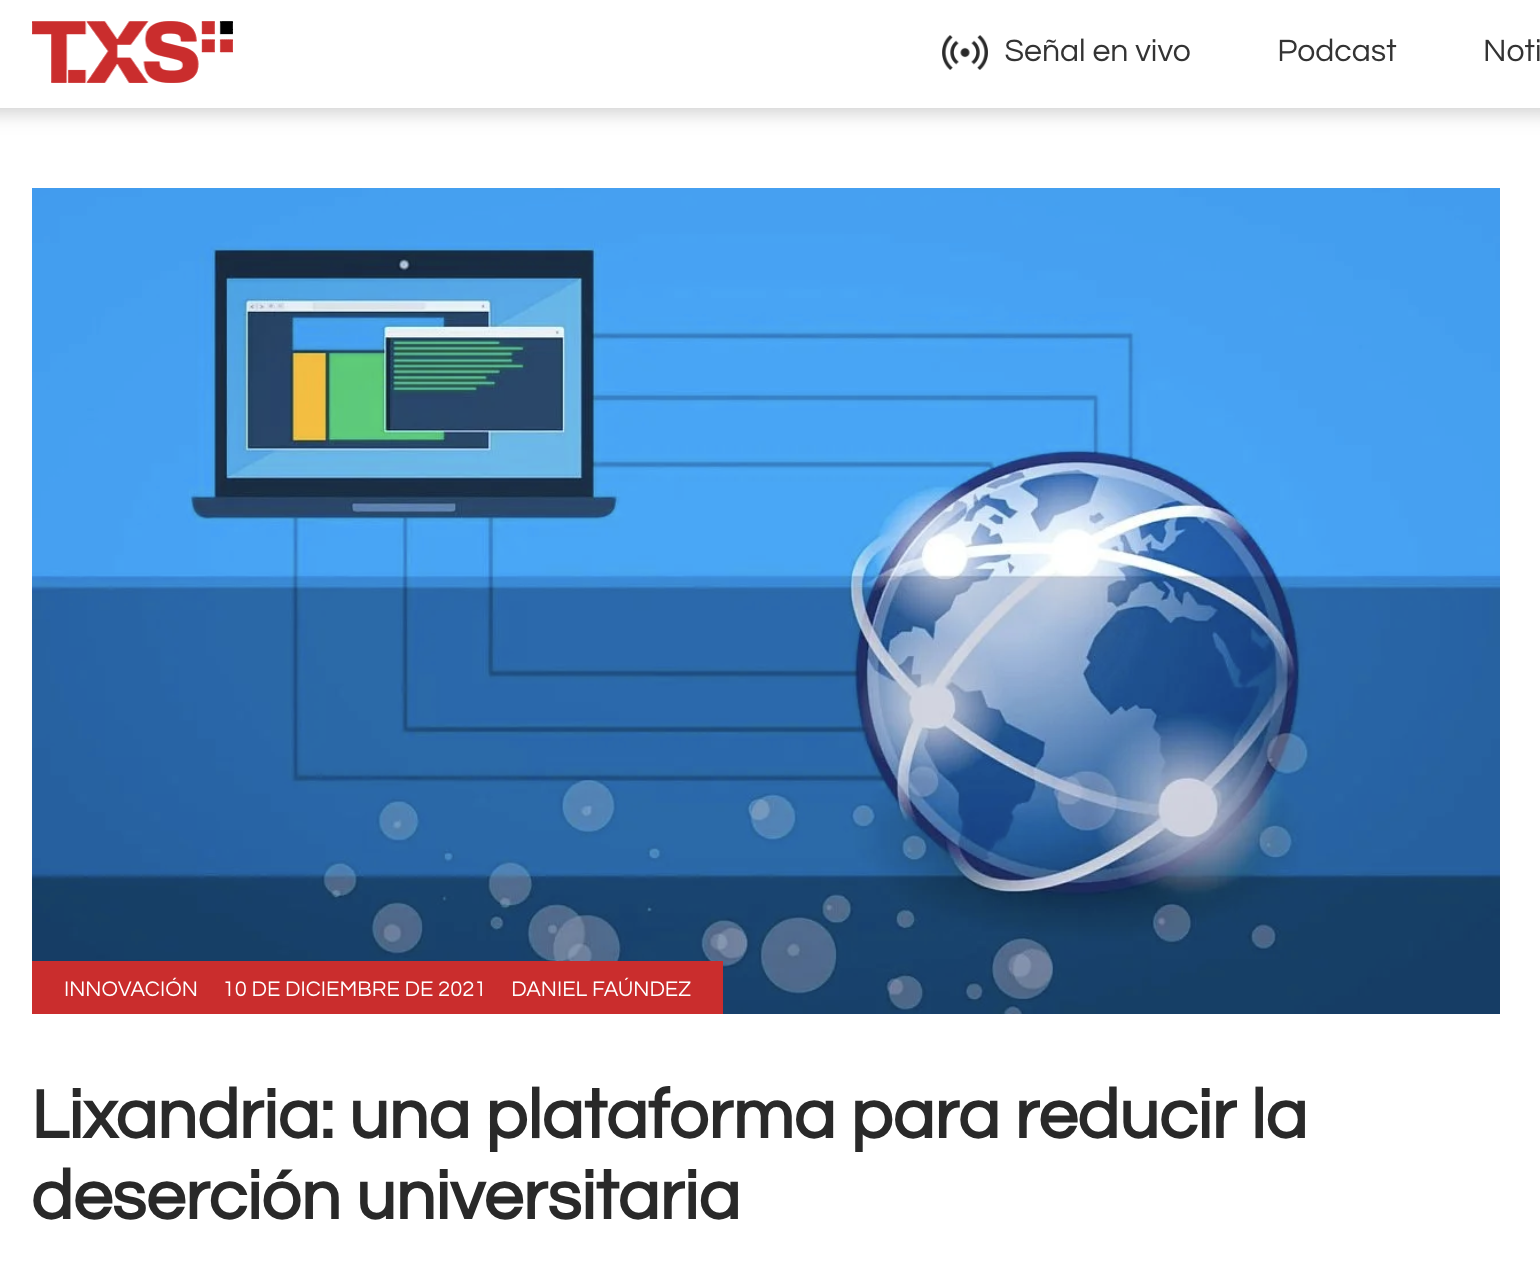 TXS
Señal en vivo Podcast Noti
INNOVACIÓN 10 DE DICIEMBRE DE 2021 DANIEL FAÚNDEZ
Lixandria: una plataforma para reducir la
deserción universitaria